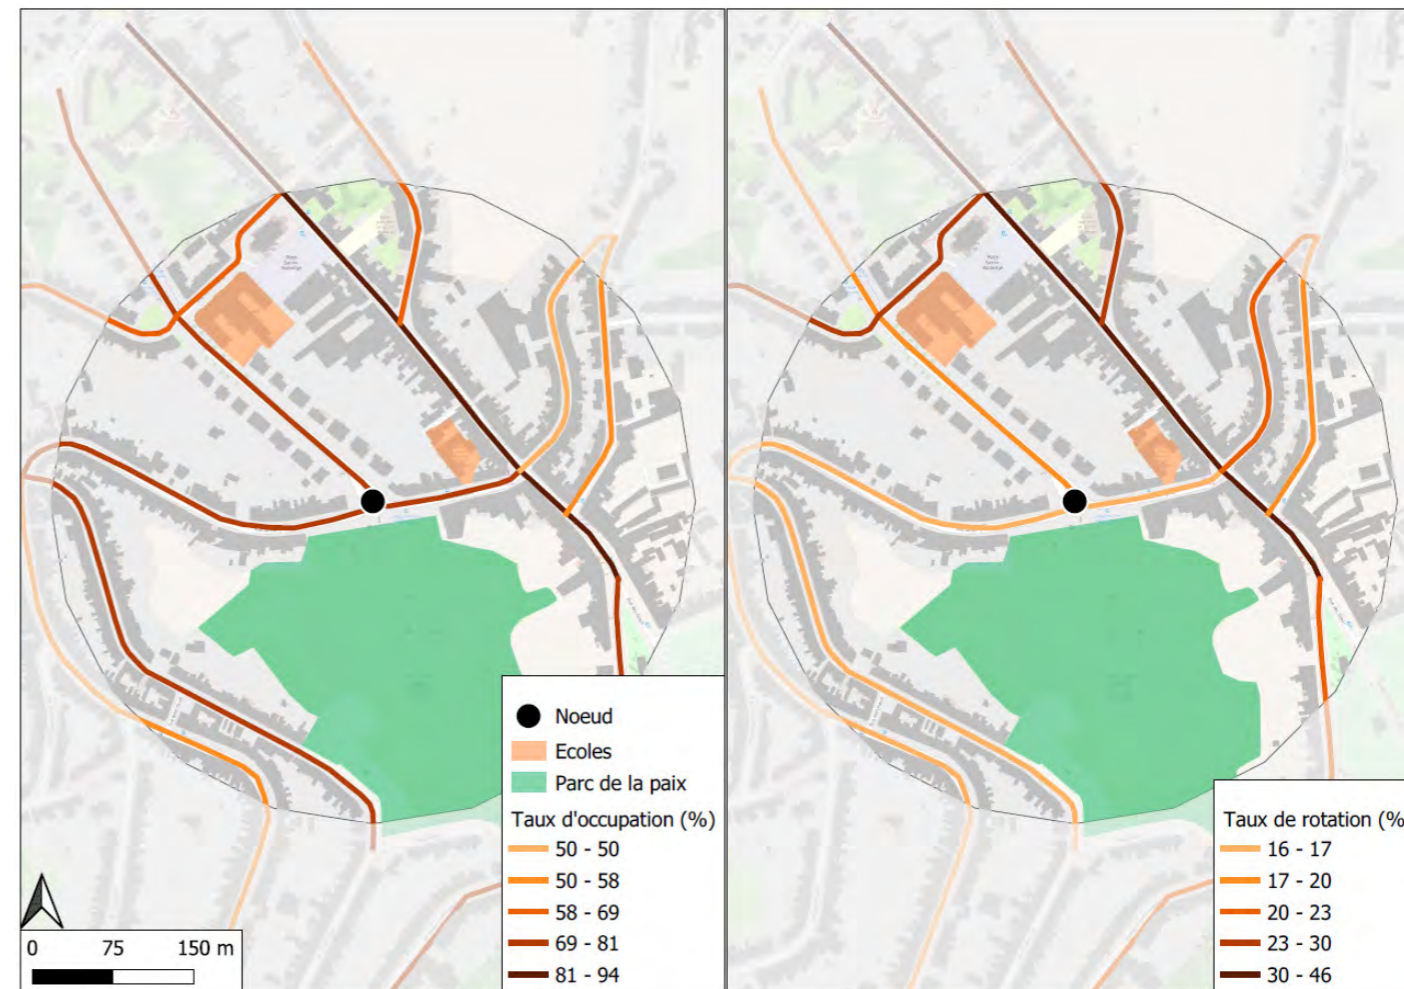 Noeud
Ecoles
Parc de la paix
Taux d'occupation (%)
50 - 50
50 - 58
58 - 69
69 - 81
81 - 94
0 75 150 m
Taux de rotation (%
16 - 17
17 - 20
20 - 23
23 - 30
30 - 46